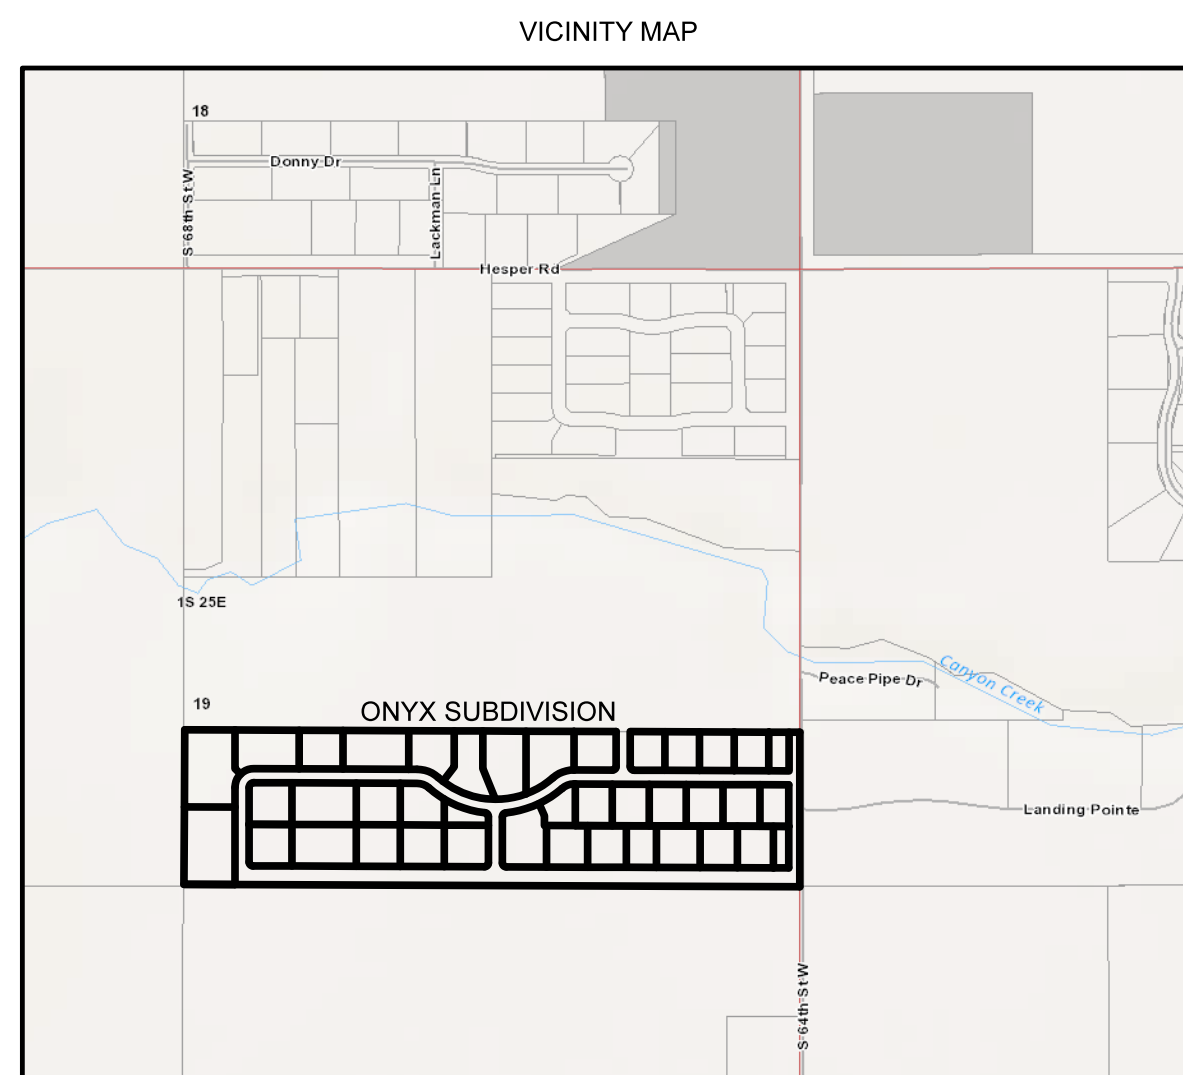 VICINITY MAP
18
Donny Dr
S 68th St W
Lackman Ln
Hesper Rd
1S 25E
Canyon Creek
Peace Pipe Dr
19
ONYX SUBDIVISION
Landing Pointe
S 64th St W